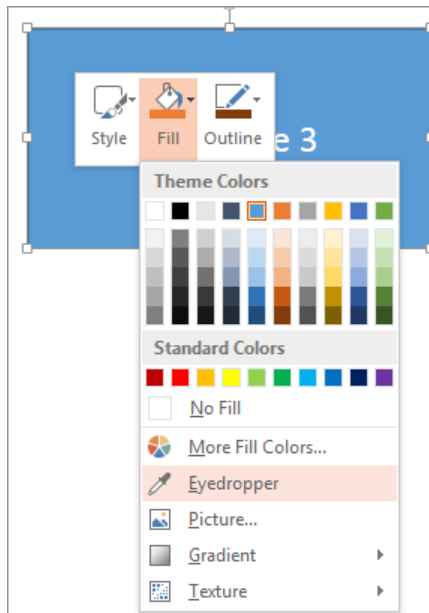 Style Fill Outline
e 3
Theme Colors
Standard Colors
No Fill
More Fill Colors...
Eyedropper
Picture...
Gradient
Texture